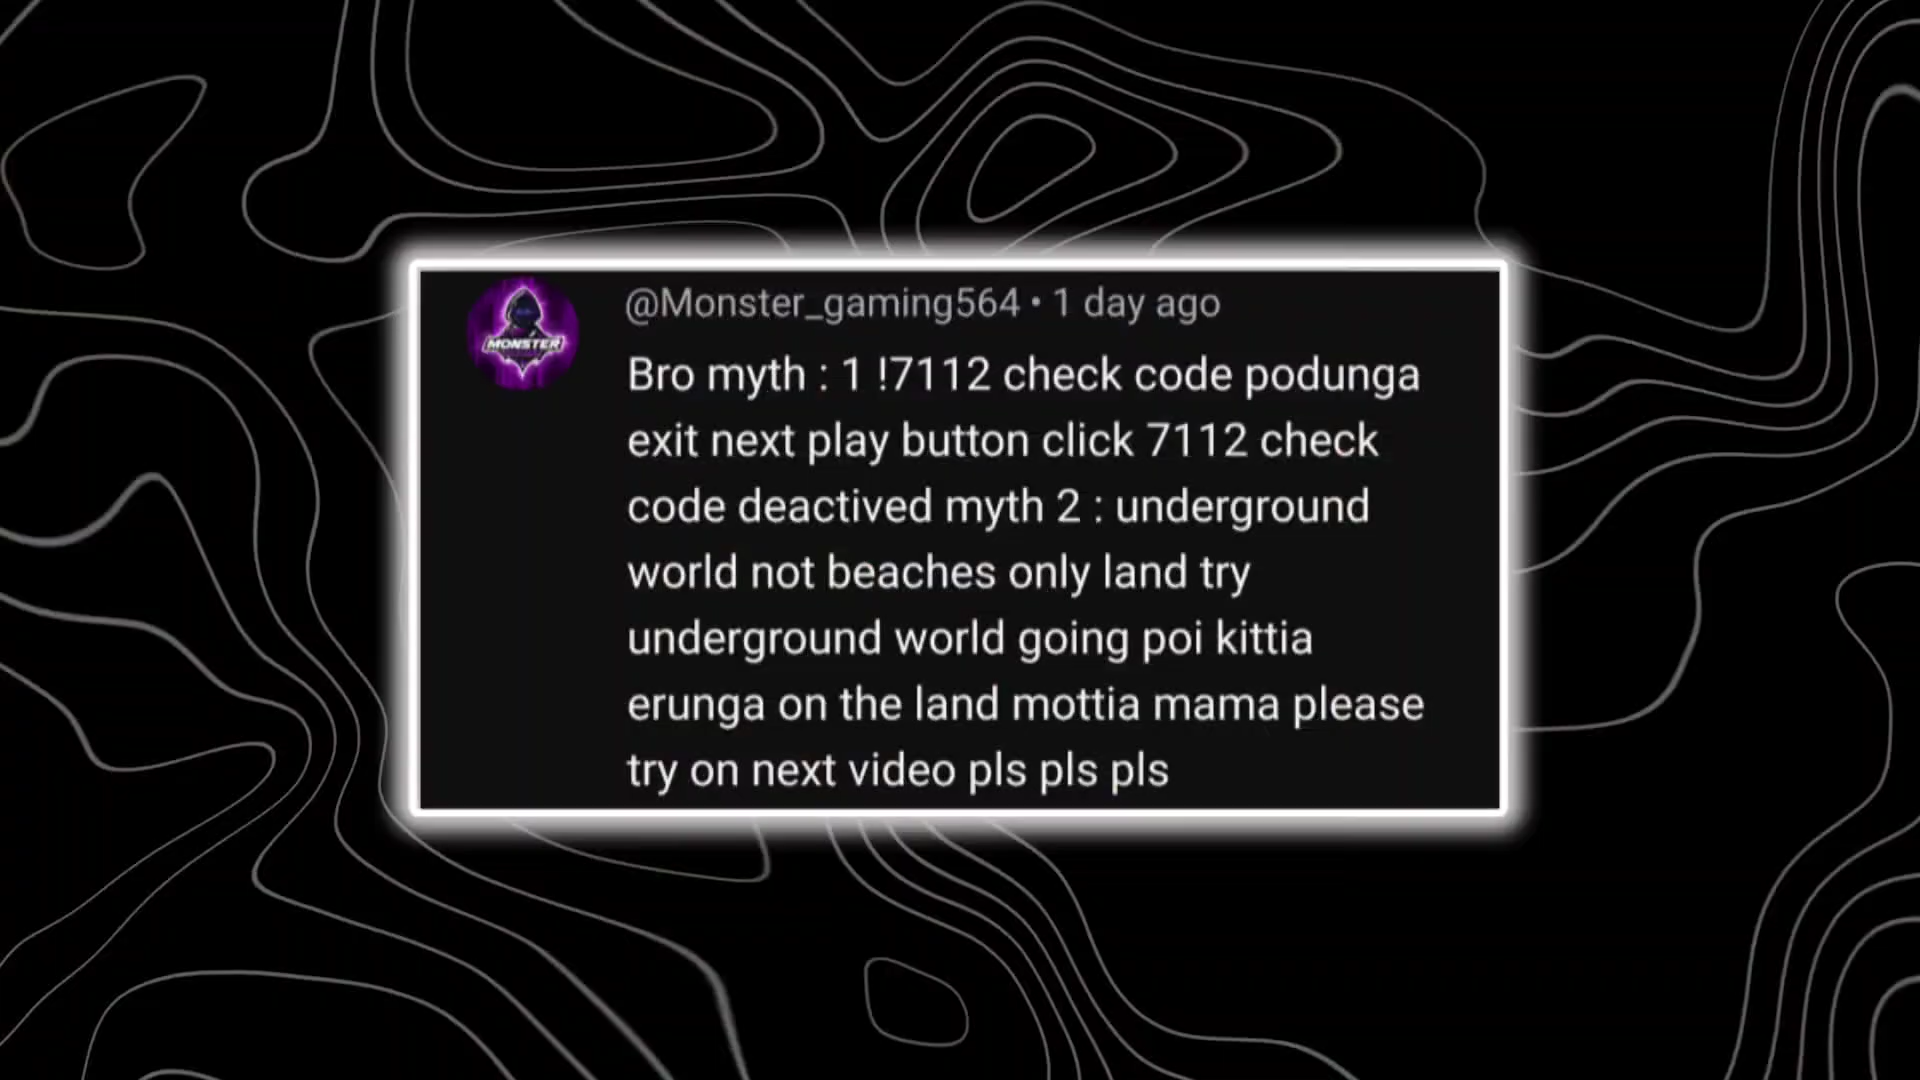 @Monster_gaming564 • 1 day ago
MONSTER
Bro myth : 1 !7112 check code podunga
exit next play button click 7112 check
code deactived myth 2 : underground
world not beaches only land try
underground world going poi kittia
erunga on the land mottia mama please
try on next video pls pls pls